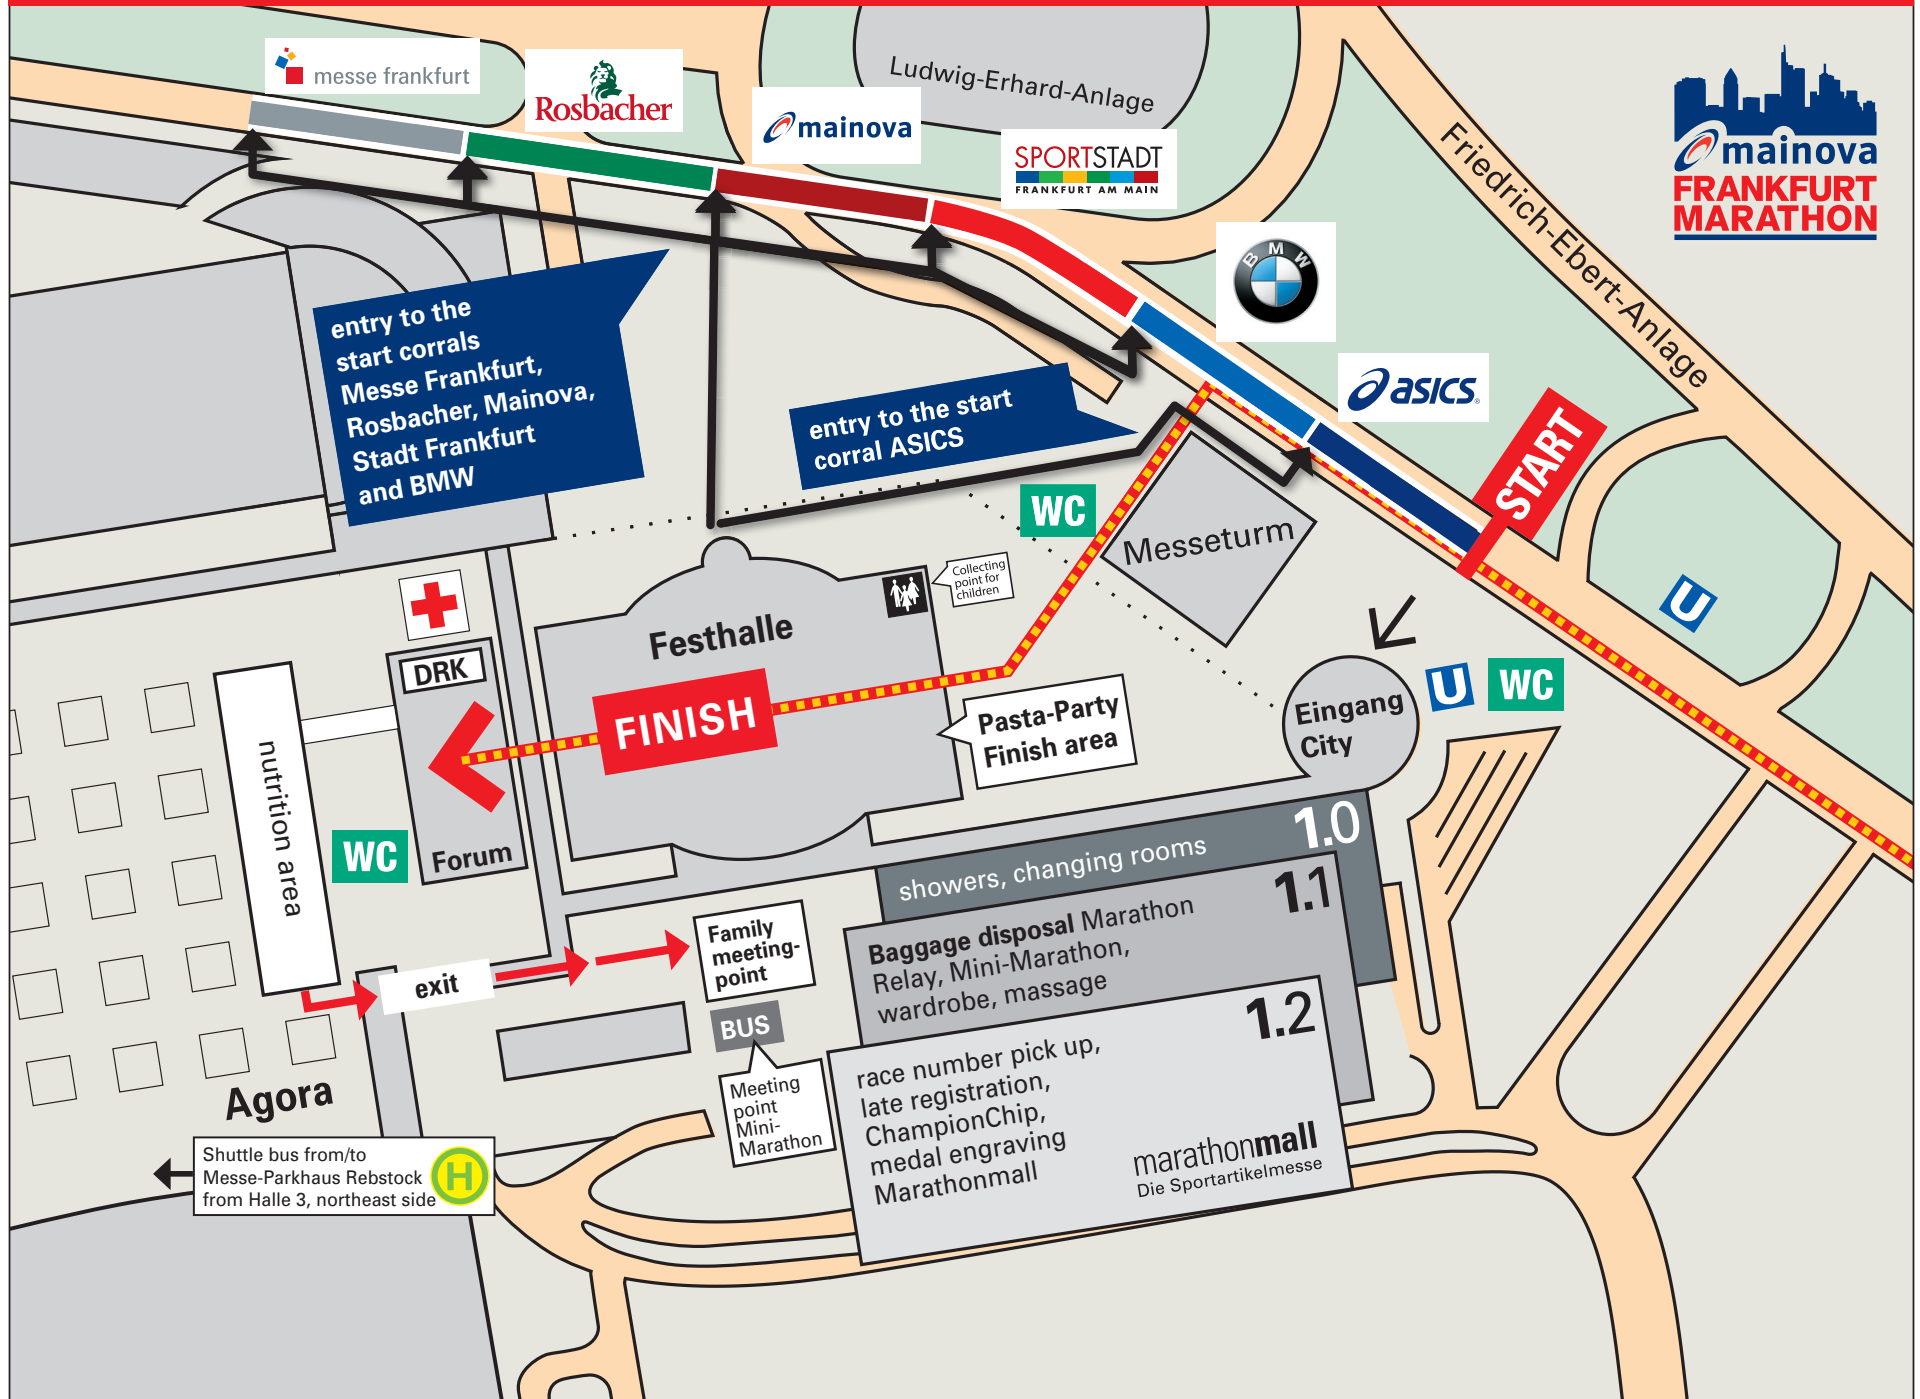 messe frankfurt
Rosbacher
mainova
Ludwig-Erhard-Anlage
SPORTSTADT
FRANKFURT AM MAIN
BMW
asics
Friedrich-Ebert-Anlage
mainova
FRANKFURT
MARATHON
entry to the
start corrals
Messe Frankfurt,
Rosbacher, Mainova,
Stadt Frankfurt
and BMW
entry to the start
corral ASICS
START
WC
Messeturm
U
Collecting
point for
children
Festhalle
FINISH
DRK
Forum
WC
nutrition area
Pasta-Party
Finish area
Eingang
City
U
WC
1.0
showers, changing rooms
1.1
Baggage disposal Marathon
Relay, Mini-Marathon,
wardrobe, massage
1.2
race number pick up,
late registration,
ChampionChip,
medal engraving
Marathonmall
marathonmall
Die Sportartikelmesse
exit
Family
meeting-
point
BUS
Meeting
point
Mini-
Marathon
Agora
Shuttle bus from/to
Messe-Parkhaus Rebstock
from Halle 3, northeast side
H